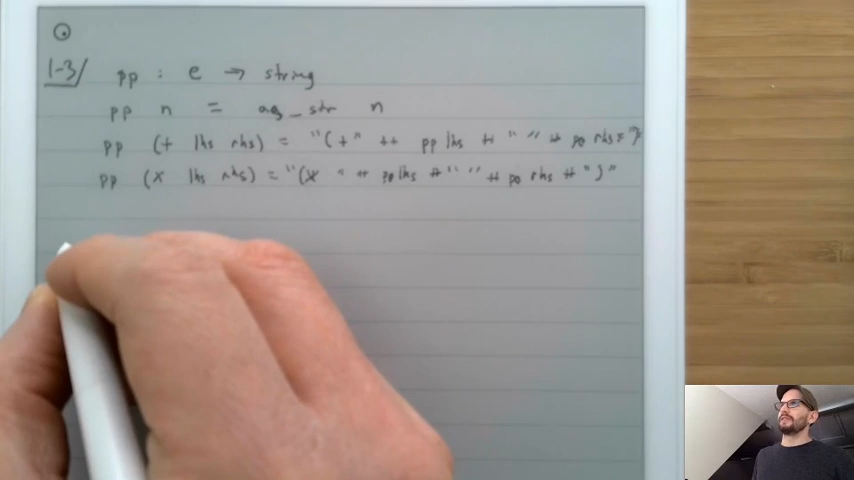 1-3/ pp : e → string
pp n = as_str n
pp (+ lhs rhs) = "(+" ++ pp lhs ++ " " ++ pp rhs ++ ")"
pp (x lhs rhs) = "(* " ++ pp lhs ++ " " ++ pp rhs ++ ")"